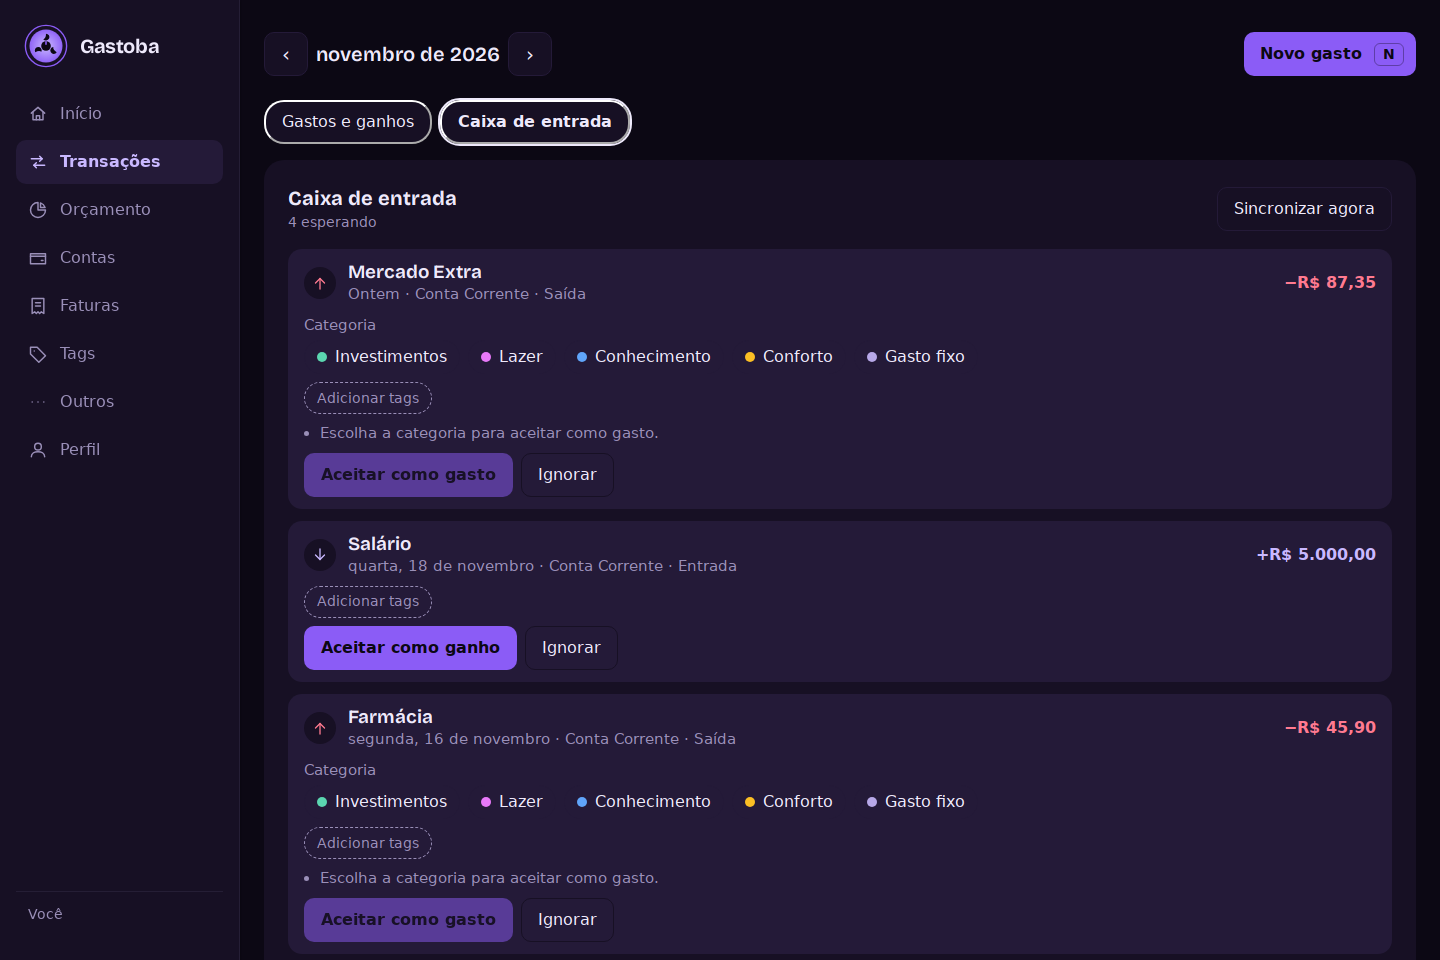 Gastoba
Início
Transações
Orçamento
Contas
Faturas
Tags
Outros
Perfil
Você
‹ novembro de 2026 ›
Novo gasto N
Gastos e ganhos Caixa de entrada
Caixa de entrada
4 esperando
Sincronizar agora
Mercado Extra
Ontem · Conta Corrente · Saída
−R$ 87,35
Categoria
Investimentos Lazer Conhecimento Conforto Gasto fixo
Adicionar tags
• Escolha a categoria para aceitar como gasto.
Aceitar como gasto Ignorar
Salário
quarta, 18 de novembro · Conta Corrente · Entrada
+R$ 5.000,00
Adicionar tags
Aceitar como ganho Ignorar
Farmácia
segunda, 16 de novembro · Conta Corrente · Saída
−R$ 45,90
Categoria
Investimentos Lazer Conhecimento Conforto Gasto fixo
Adicionar tags
• Escolha a categoria para aceitar como gasto.
Aceitar como gasto Ignorar